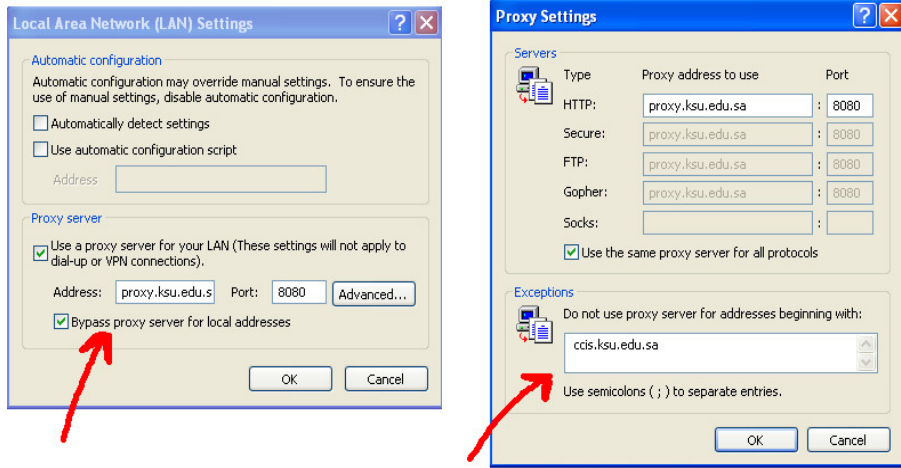 Local Area Network (LAN) Settings
Automatic configuration
Automatic configuration may override manual settings. To ensure the
use of manual settings, disable automatic configuration.
Automatically detect settings
Use automatic configuration script
Address
Proxy server
Use a proxy server for your LAN (These settings will not apply to
dial-up or VPN connections).
Address: proxy.ksu.edu.s Port: 8080 Advanced...
Bypass proxy server for local addresses
OK Cancel
Proxy Settings
Servers
Type Proxy address to use Port
HTTP: proxy.ksu.edu.sa : 8080
Secure: proxy.ksu.edu.sa : 8080
FTP: proxy.ksu.edu.sa : 8080
Gopher: proxy.ksu.edu.sa : 8080
Socks: :
Use the same proxy server for all protocols
Exceptions
Do not use proxy server for addresses beginning with:
ccis.ksu.edu.sa
Use semicolons ( ; ) to separate entries.
OK Cancel